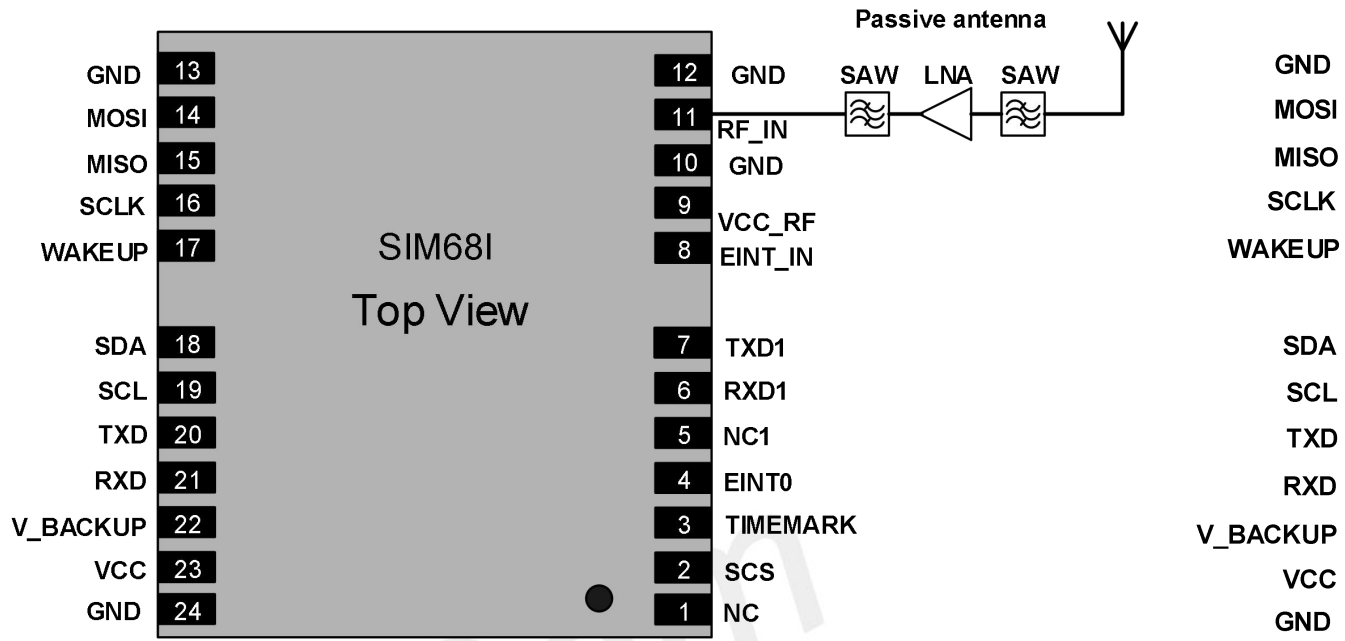 Passive antenna
GND 13 12 GND SAW LNA SAW GND
MOSI 14 11 RF_IN MOSI
MISO 15 10 GND MISO
SCLK 16 9 VCC_RF SCLK
WAKEUP 17 8 EINT_IN WAKEUP
SIM68I
Top View
SDA 18 7 TXD1 SDA
SCL 19 6 RXD1 SCL
TXD 20 5 NC1 TXD
RXD 21 4 EINT0 RXD
V_BACKUP 22 3 TIMEMARK V_BACKUP
VCC 23 2 SCS VCC
GND 24 1 NC GND